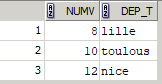 NUMV DEP_T
1 8 lille
2 10 toulous
3 12 nice